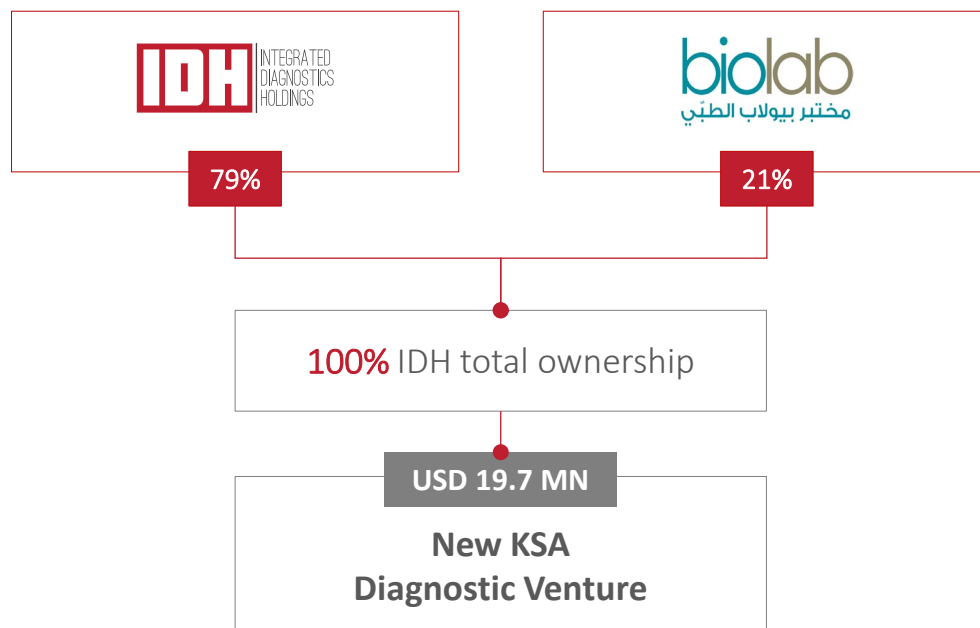 IDH
INTEGRATED
DIAGNOSTICS
HOLDINGS
biolab
مختبر بيولاب الطبّي
79%
21%
100% IDH total ownership
USD 19.7 MN
New KSA
Diagnostic Venture